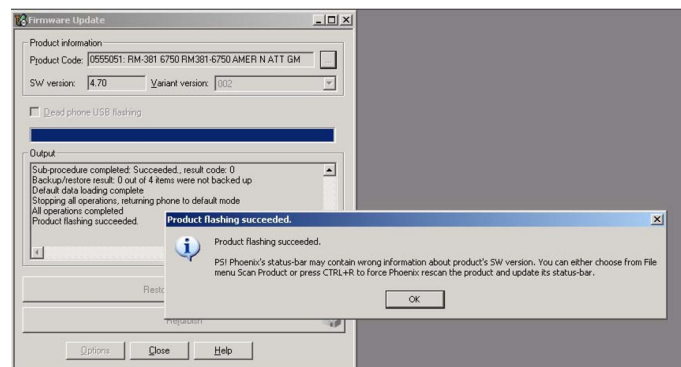 Firmware Update
Product information
Product Code: 0555051: RM-381 6750 RM381-6750 AMER N ATT GM ...
SW version: 4.70 Variant version: 002
Dead phone USB flashing
Output
Sub-procedure completed: Succeeded., result code: 0
Backup/restore result: 0 out of 4 items were not backed up
Default data loading complete
Stopping all operations, returning phone to default mode
All operations completed
Product flashing succeeded.
Product flashing succeeded.
Product flashing succeeded.
PS! Phoenix's status-bar may contain wrong information about product's SW version. You can either choose from File
menu Scan Product or press CTRL+R to force Phoenix rescan the product and update its status-bar.
OK
Options Close Help